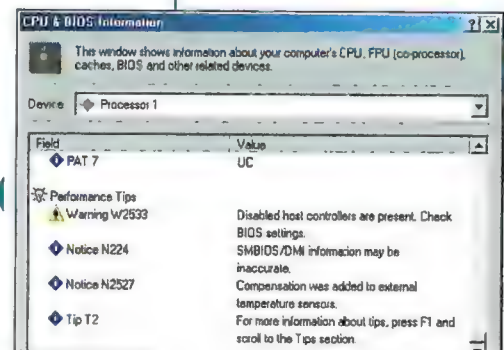 CPU & BIOS Information
This window shows information about your computer's CPU, FPU (co-processor),
caches, BIOS and other related devices.
Device Processor 1
Field Value
PAT 7 UC
Performance Tips
Warning W2533 Disabled host controllers are present. Check
BIOS settings.
Notice N224 SMBIOS/DMI information may be
inaccurate.
Notice N2527 Compensation was added to external
temperature sensors.
Tip T2 For more information about tips, press F1 and
scroll to the Tips section.